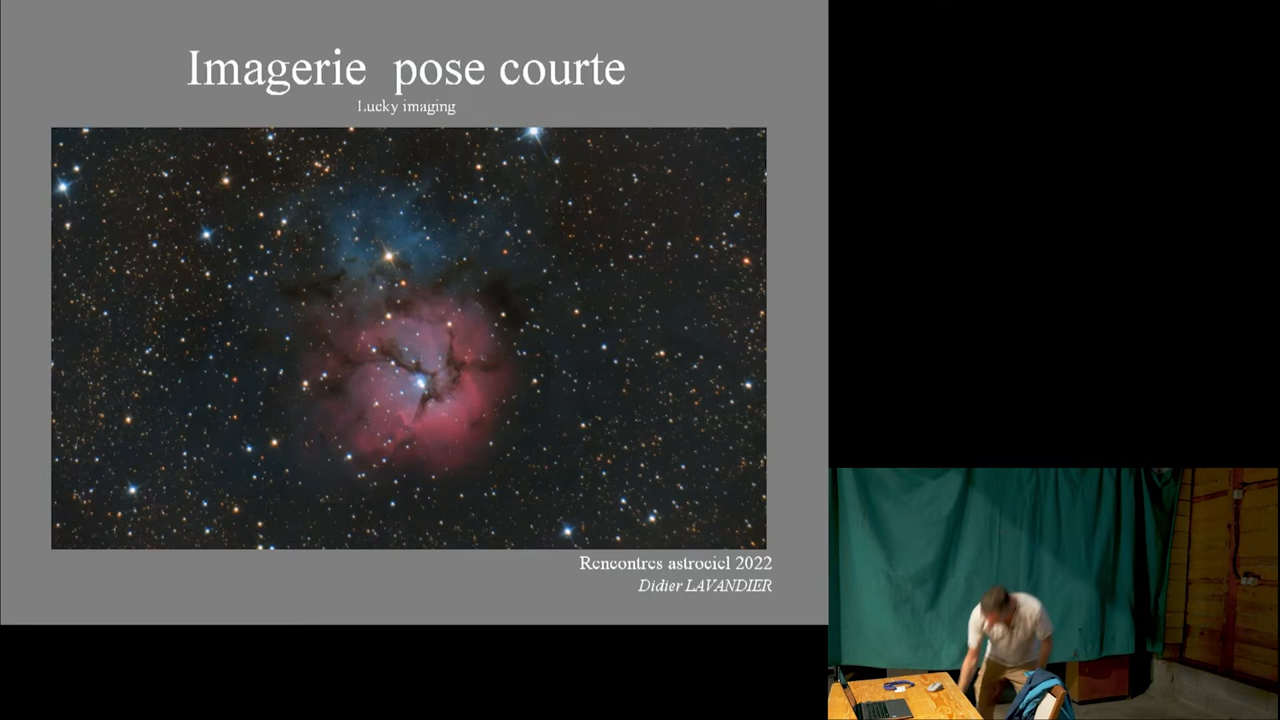 Imagerie pose courte
Lucky imaging
Rencontres astrociel 2022
Didier LAVANDIER